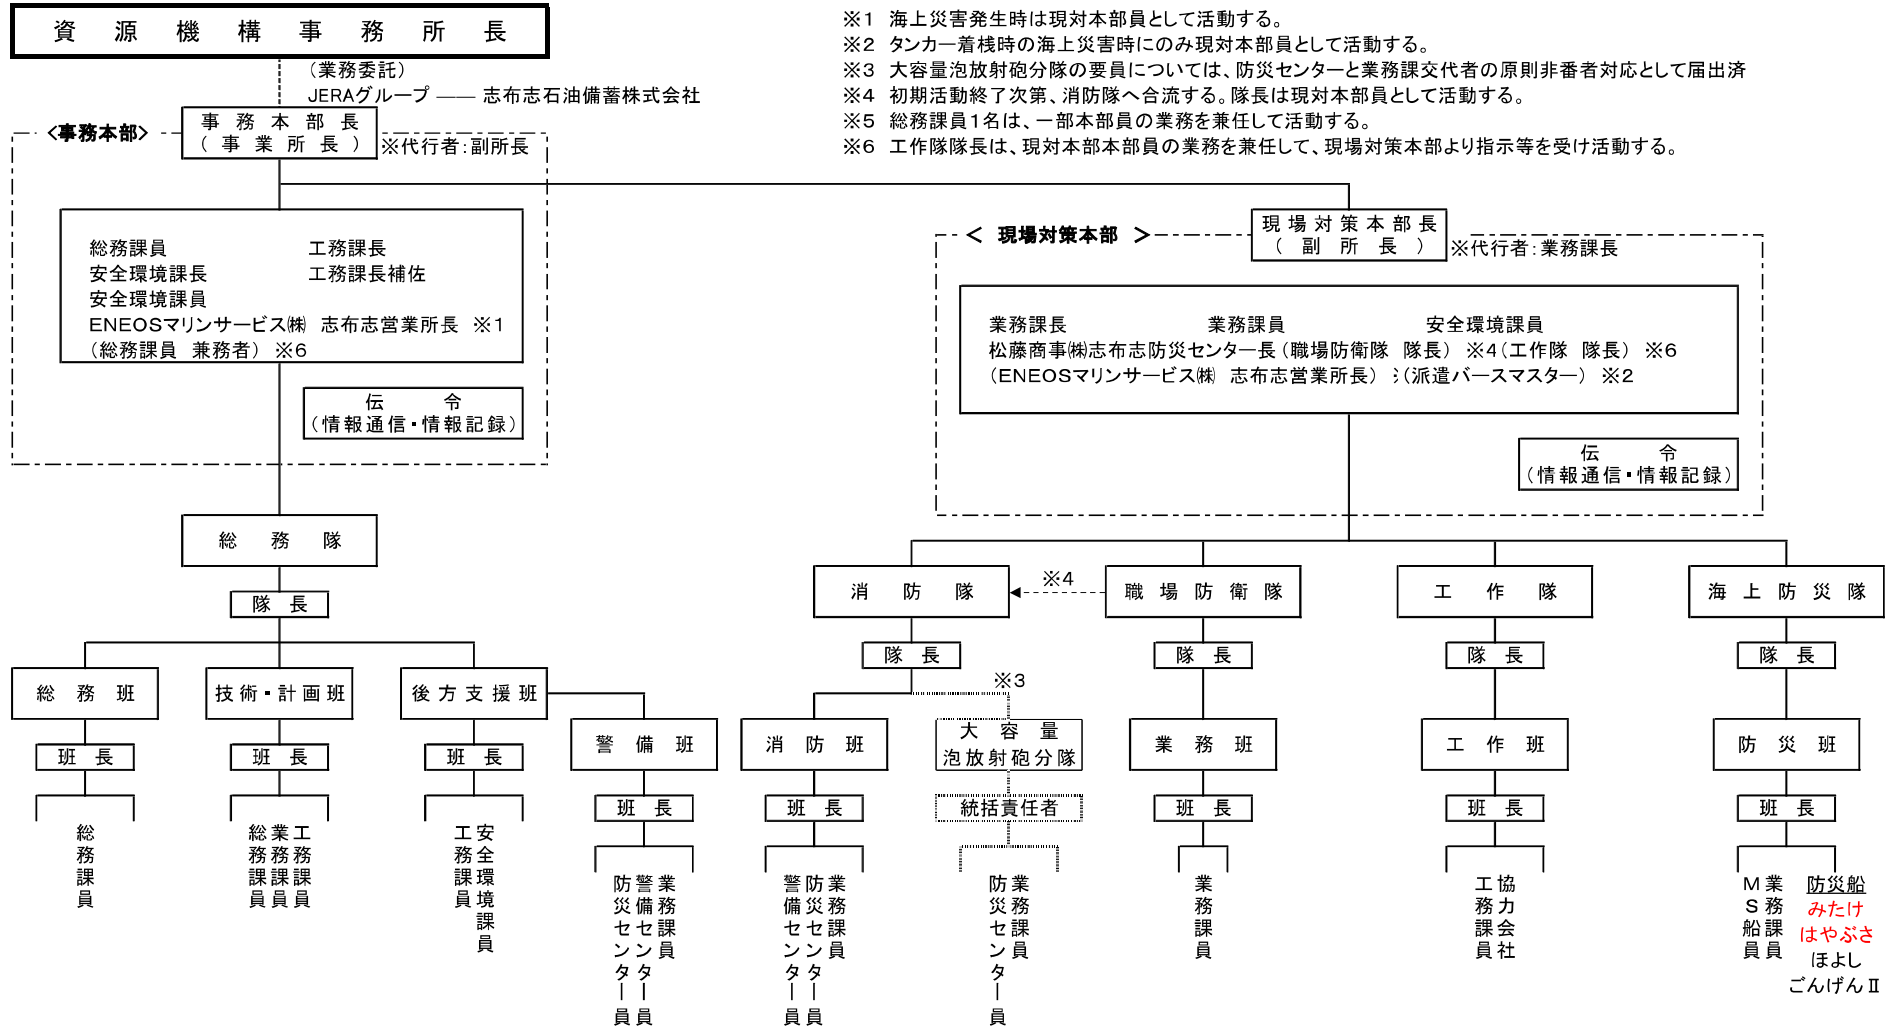 資源機構事務所長
(業務委託)
JERAグループ ―― 志布志石油備蓄株式会社
※1 海上災害発生時は現対本部員として活動する。
※2 タンカー着桟時の海上災害時にのみ現対本部員として活動する。
※3 大容量泡放射砲分隊の要員については、防災センターと業務課交代者の原則非番者対応として届出済
※4 初期活動終了次第、消防隊へ合流する。隊長は現対本部員として活動する。
※5 総務課員1名は、一部本部員の業務を兼任して活動する。
※6 工作隊隊長は、現対本部本部員の業務を兼任して、現場対策本部より指示等を受け活動する。
<事務本部>
事務本部長
(事業所長)
※代行者:副所長
総務課員 工務課長
安全環境課長 工務課長補佐
安全環境課員
ENEOSマリンサービス㈱ 志布志営業所長 ※1
(総務課員 兼務者) ※6
伝令
(情報通信・情報記録)
< 現場対策本部 >
現場対策本部長
(副所長)
※代行者:業務課長
業務課長 業務課員 安全環境課員
松藤商事㈱志布志防災センター長(職場防衛隊 隊長) ※4(工作隊 隊長) ※6
(ENEOSマリンサービス㈱ 志布志営業所長) (派遣バースマスター) ※2
伝令
(情報通信・情報記録)
総務隊
隊長
総務班
班長
総務課員
技術・計画班
班長
工務課員
業務課員
総務課員
後方支援班
班長
安全環境課員
工務課員
警備班
班長
業務課員
警備センター員
防災センター員
消防隊
隊長
消防班
班長
業務課員
防災センター員
警備センター員
※3
大容量
泡放射砲分隊
統括責任者
業務課員
防災センター員
※4
職場防衛隊
隊長
業務班
班長
業務課員
工作隊
隊長
工作班
班長
協力会社
工務課員
海上防災隊
隊長
防災班
班長
業務課員
MS船員
防災船
みたけ
はやぶさ
ほよし
ごんげんⅡ